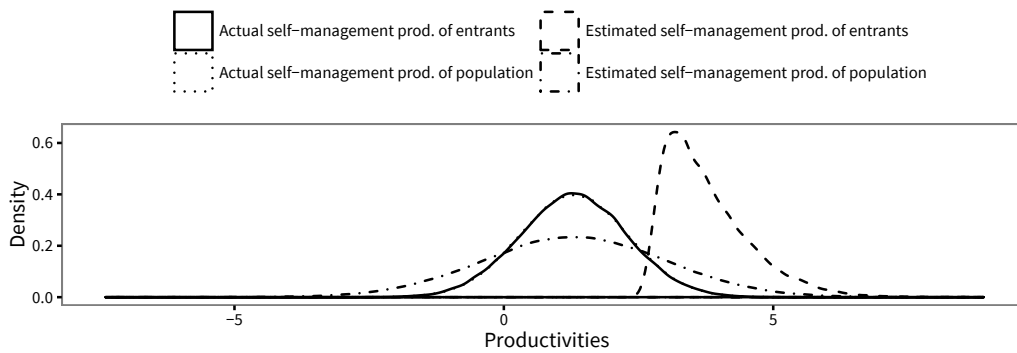 Actual self−management prod. of entrants
Estimated self−management prod. of entrants
Actual self−management prod. of population
Estimated self−management prod. of population
0.6
0.4
0.2
0.0
Density
−5
0
5
Productivities